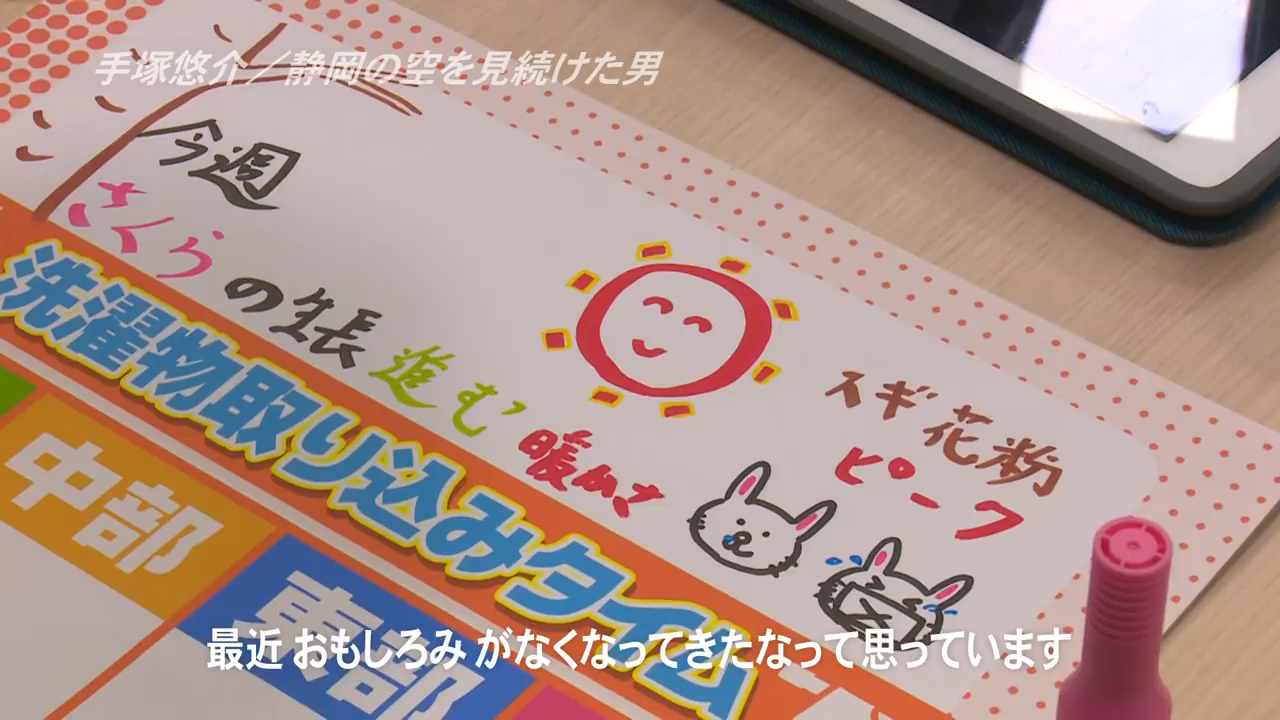 手塚悠介／静岡の空を見続けた男
今週
さくらの生長進む暖かさ
スギ花粉
ピーク
洗濯物取り込みタイム
中部
東部
最近 おもしろみ がなくなってきたなって思っています